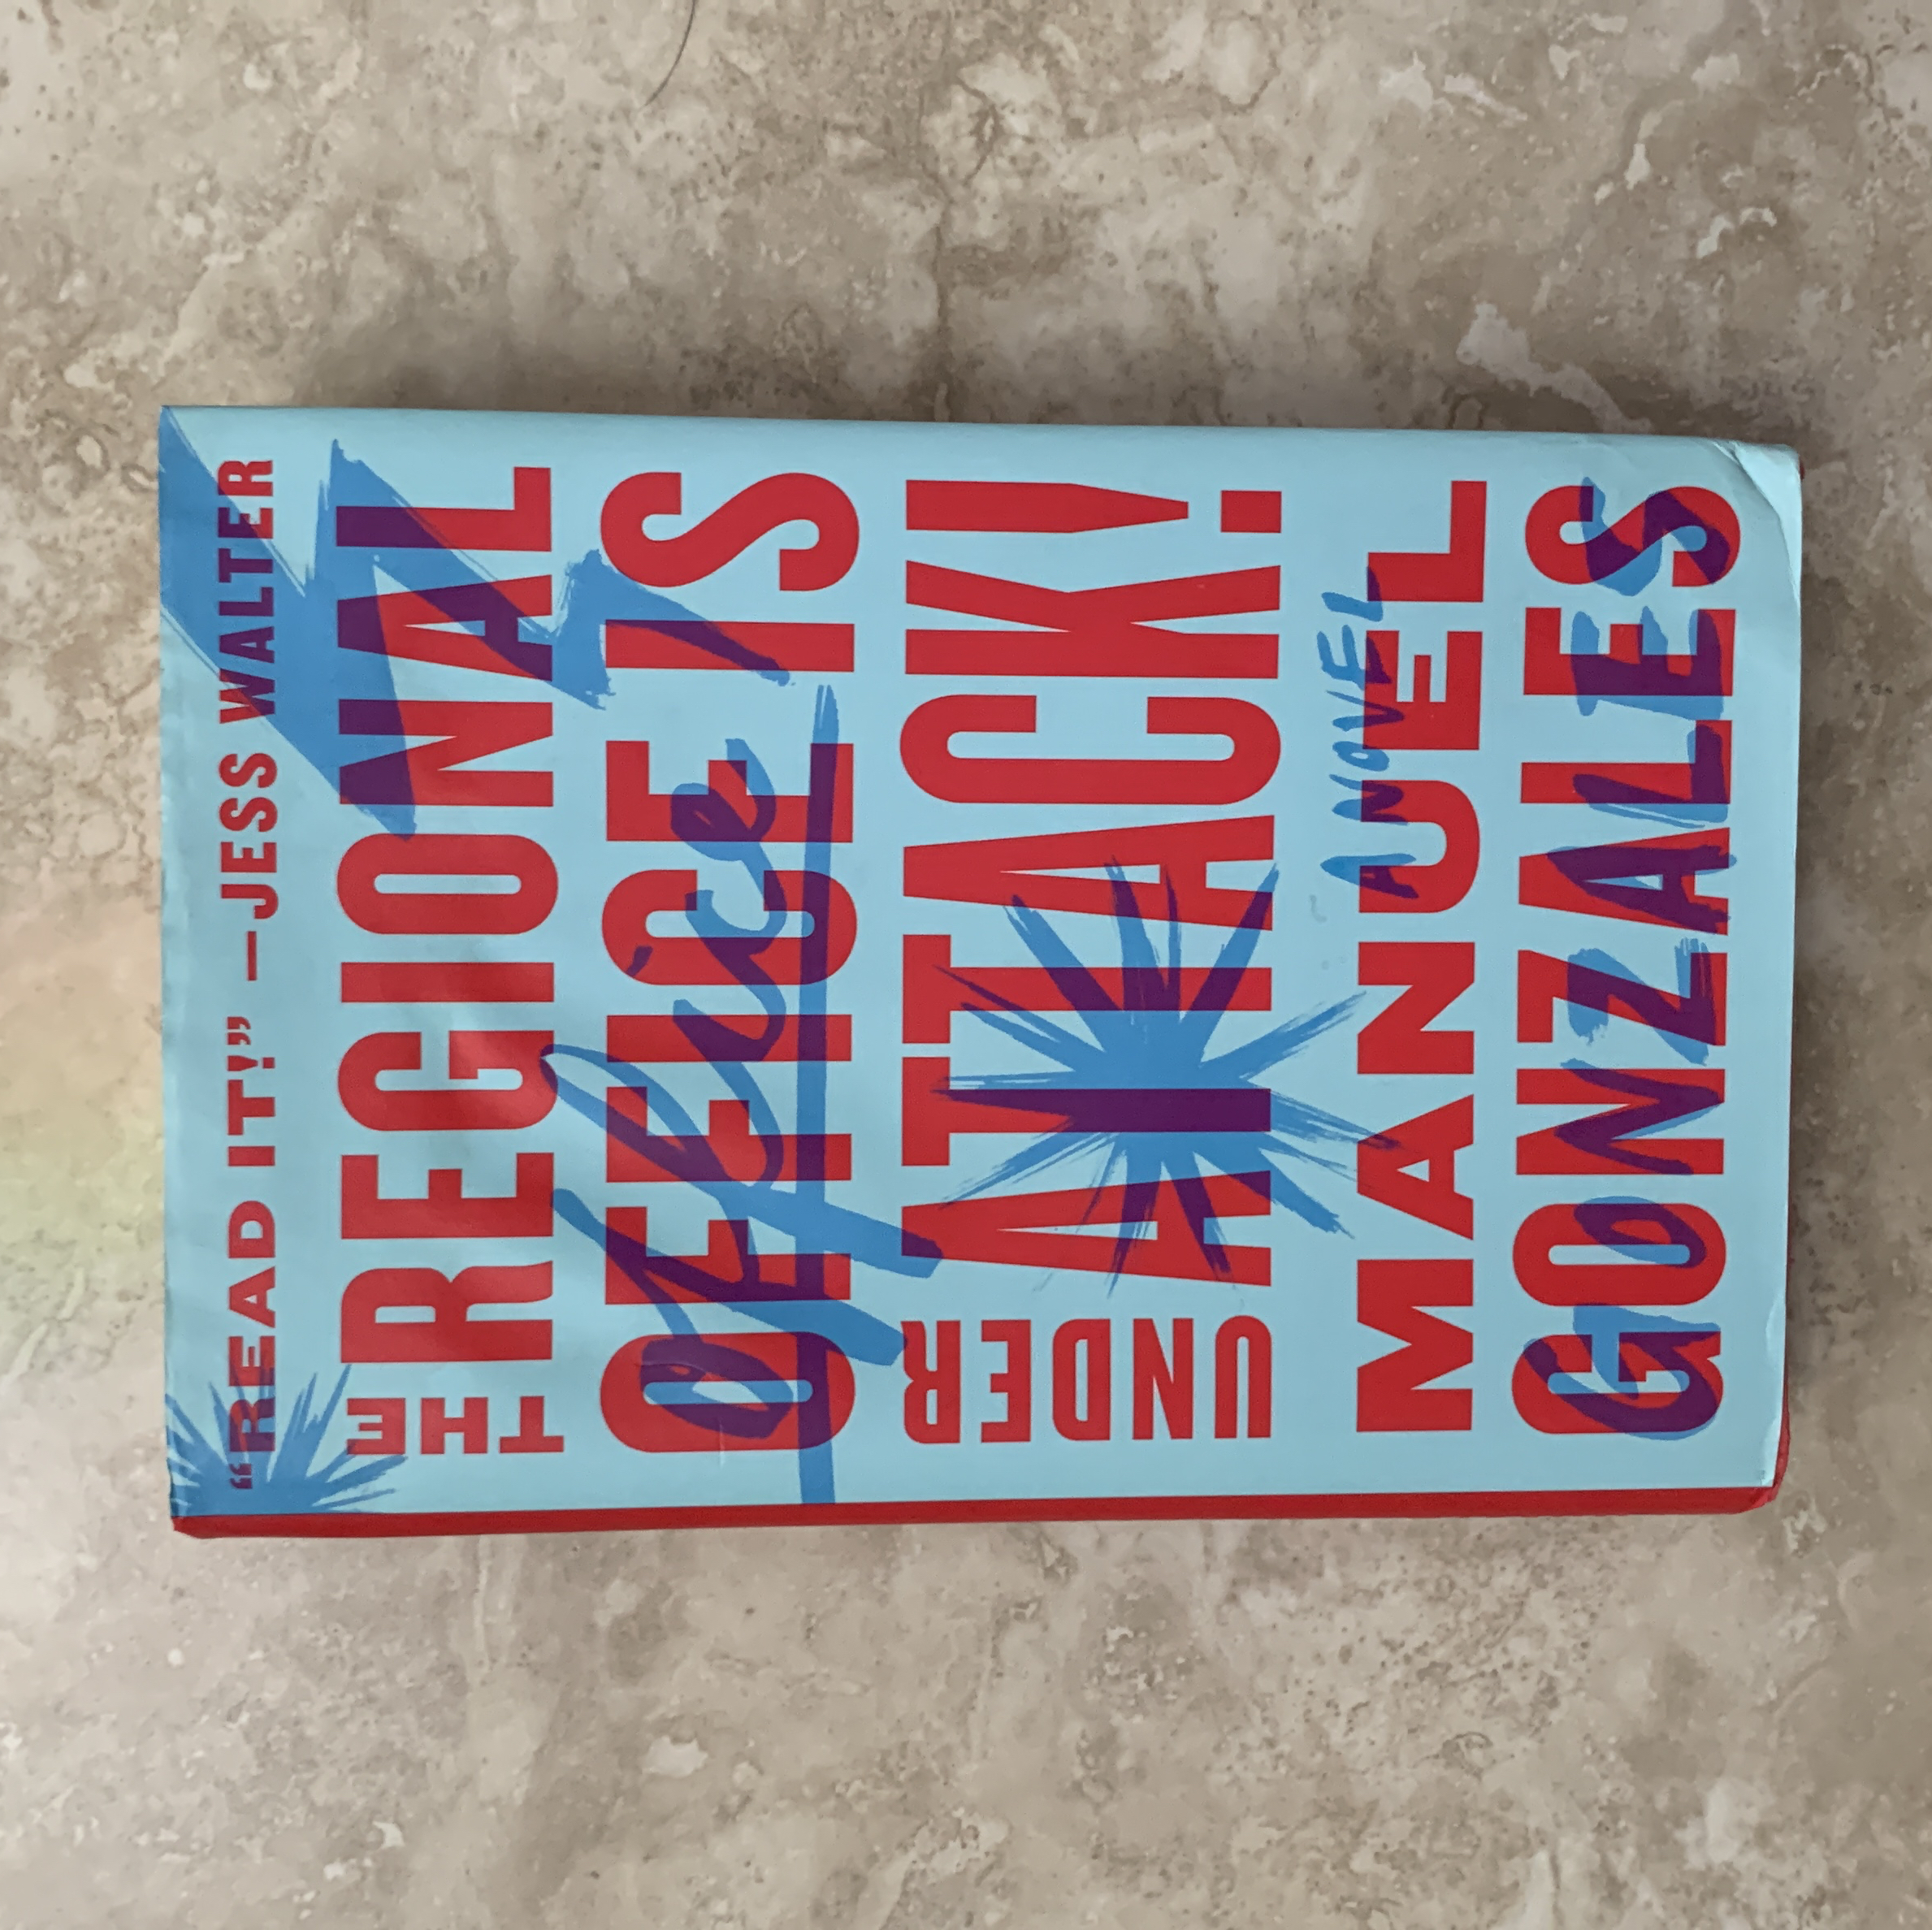 “READ IT!” —JESS WALTER
THE REGIONAL
OFFICE IS
Office
UNDER ATTACK!
A NOVEL
MANUEL
GONZALES
GONZALES